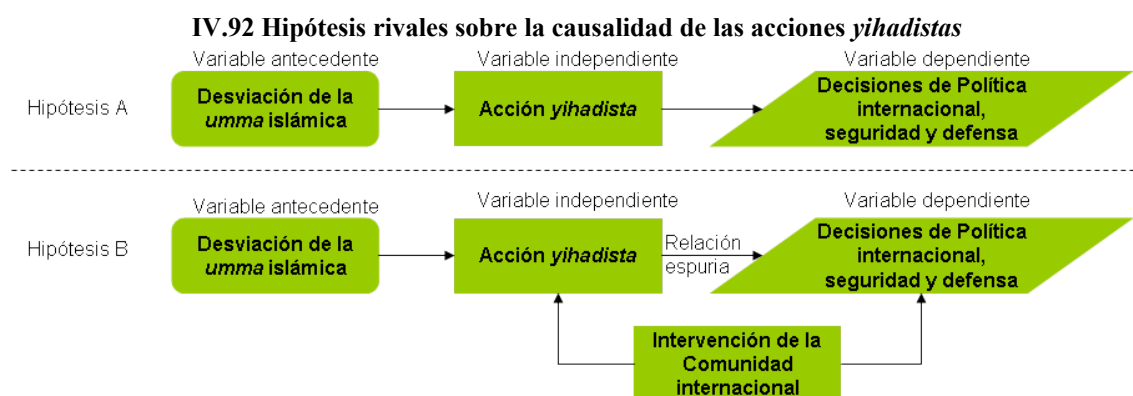 IV.92 Hipótesis rivales sobre la causalidad de las acciones yihadistas
Variable antecedente
Variable independiente
Variable dependiente
Hipótesis A
Desviación de la
umma islámica
Acción yihadista
Decisiones de Política
internacional,
seguridad y defensa
Variable antecedente
Variable independiente
Variable dependiente
Hipótesis B
Desviación de la
umma islámica
Acción yihadista
Relación
espuria
Decisiones de Política
internacional,
seguridad y defensa
Intervención de la
Comunidad
internacional